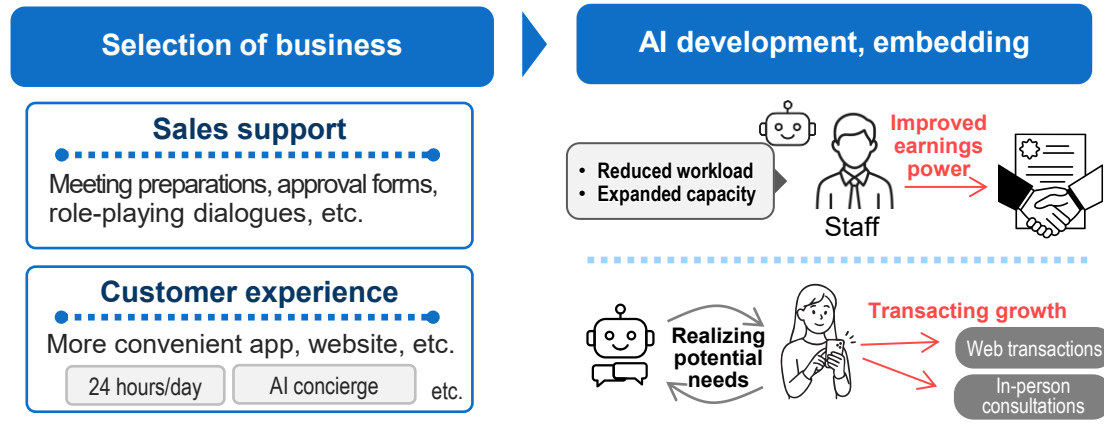 Selection of business
AI development, embedding
Sales support
Meeting preparations, approval forms,
role-playing dialogues, etc.
Customer experience
More convenient app, website, etc.
24 hours/day
AI concierge
etc.
• Reduced workload
• Expanded capacity
Staff
Improved
earnings
power
Realizing
potential
needs
Transacting growth
Web transactions
In-person
consultations